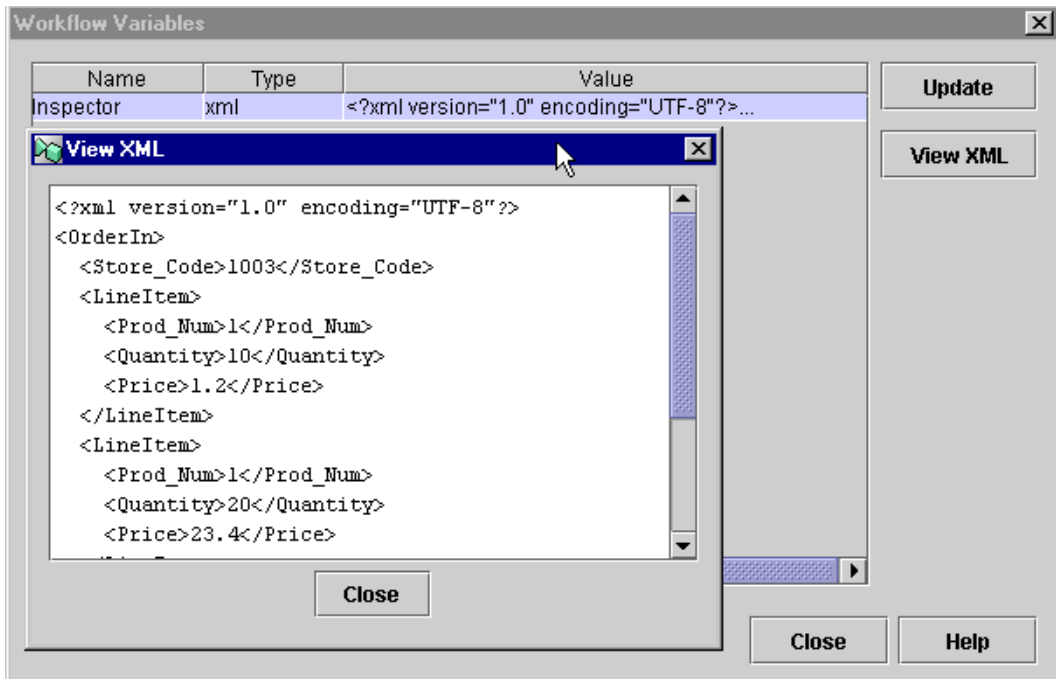 Workflow Variables
Name Type Value
Inspector xml <?xml version="1.0" encoding="UTF-8"?>...
Update
View XML
View XML
<?xml version="1.0" encoding="UTF-8"?>
<OrderIn>
<Store_Code>1003</Store_Code>
<LineItem>
<Prod_Num>1</Prod_Num>
<Quantity>10</Quantity>
<Price>1.2</Price>
</LineItem>
<LineItem>
<Prod_Num>1</Prod_Num>
<Quantity>20</Quantity>
<Price>23.4</Price>
Close
Close Help